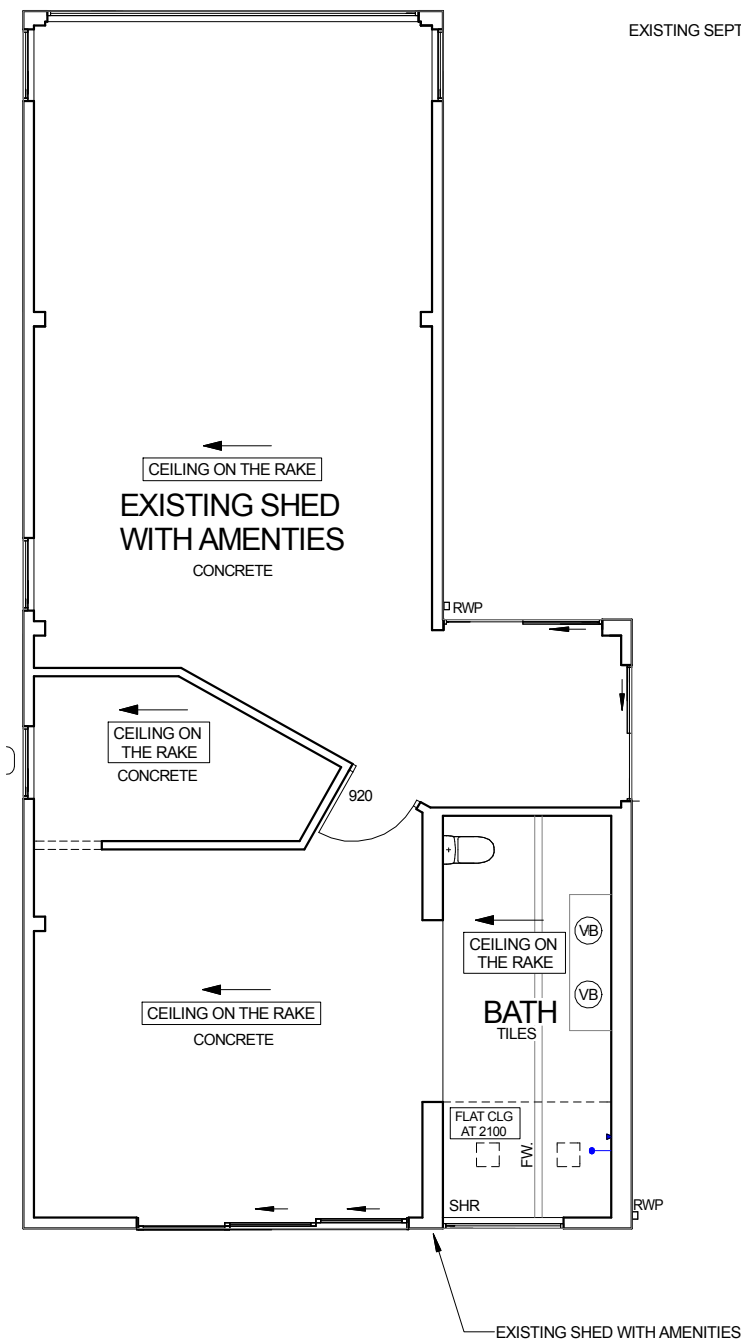 EXISTING SEPT
CEILING ON THE RAKE
EXISTING SHED
WITH AMENTIES
CONCRETE
RWP
CEILING ON
THE RAKE
CONCRETE
920
CEILING ON
THE RAKE
VB
VB
BATH
TILES
CEILING ON THE RAKE
CONCRETE
FLAT CLG
AT 2100
FW.
SHR
RWP
EXISTING SHED WITH AMENITIES